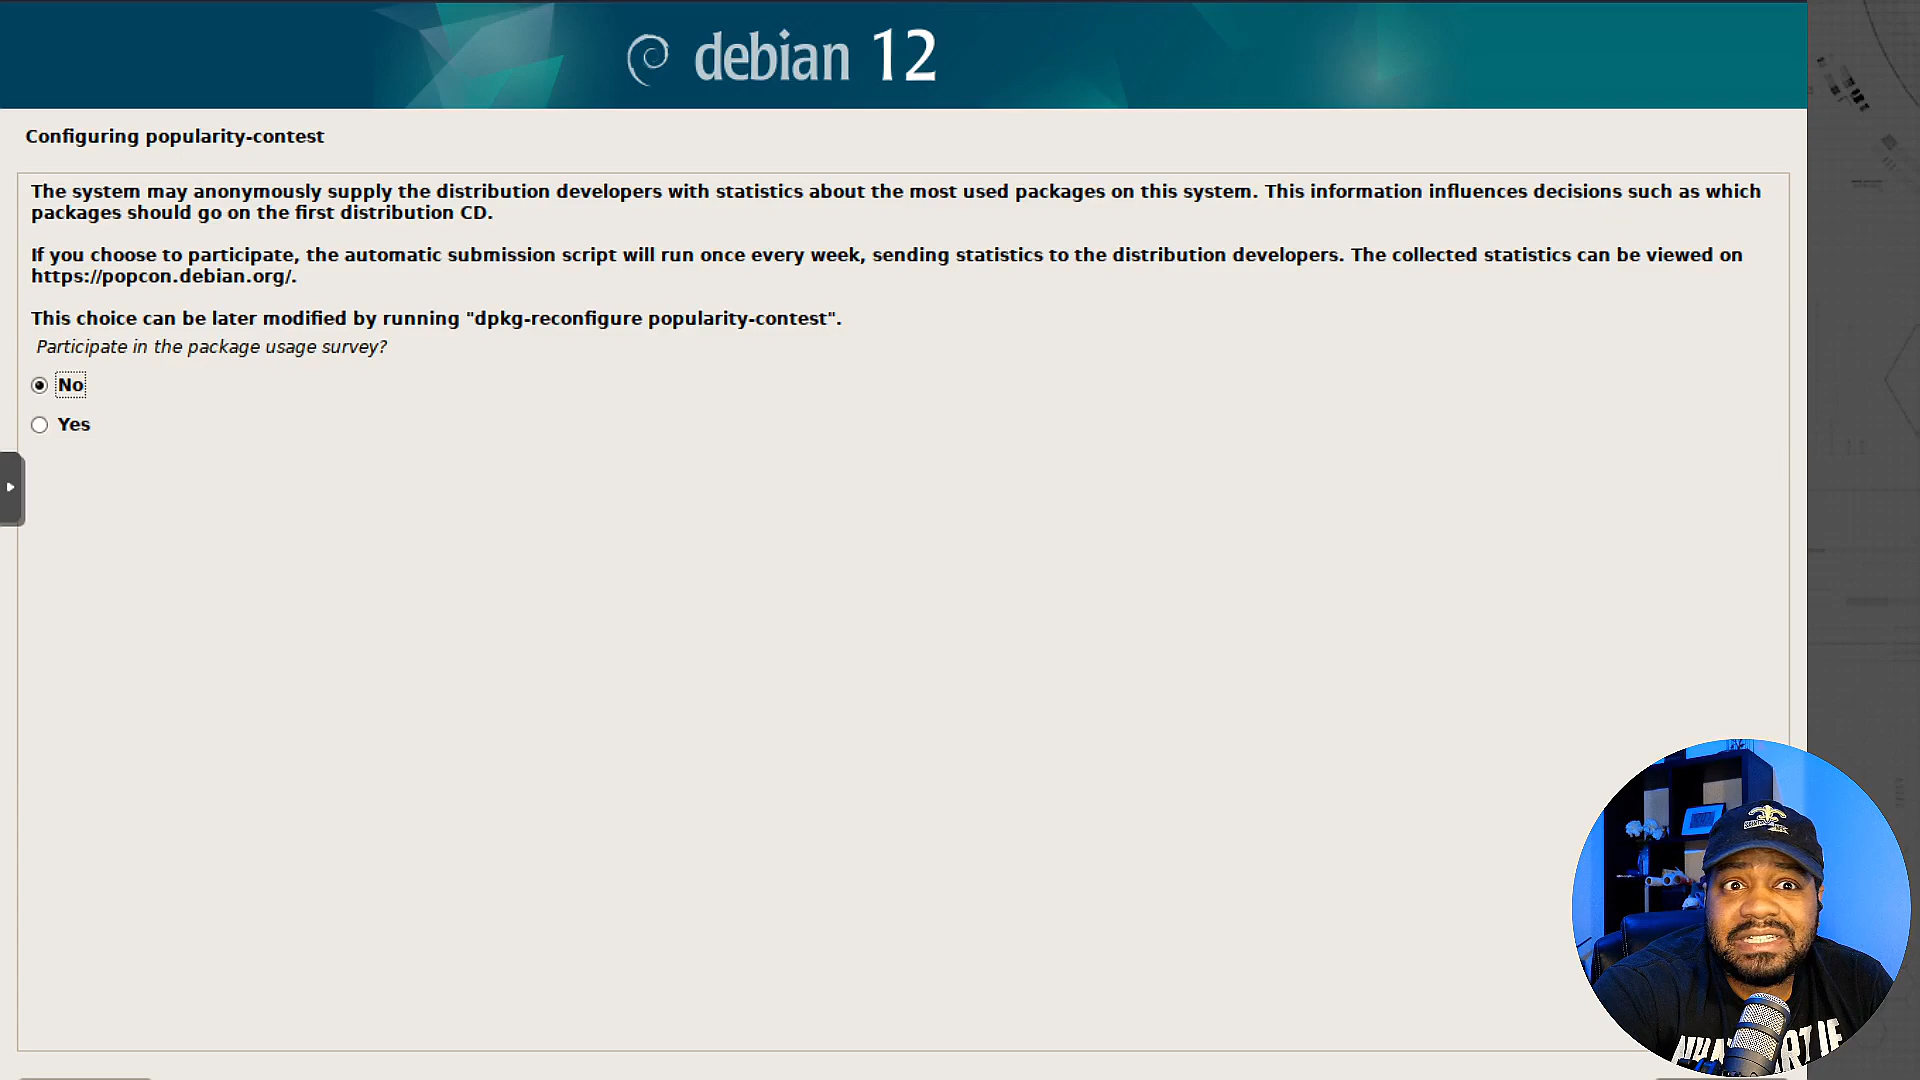 debian 12
Configuring popularity-contest
The system may anonymously supply the distribution developers with statistics about the most used packages on this system. This information influences decisions such as which
packages should go on the first distribution CD.
If you choose to participate, the automatic submission script will run once every week, sending statistics to the distribution developers. The collected statistics can be viewed on
https://popcon.debian.org/.
This choice can be later modified by running "dpkg-reconfigure popularity-contest".
Participate in the package usage survey?
No
Yes